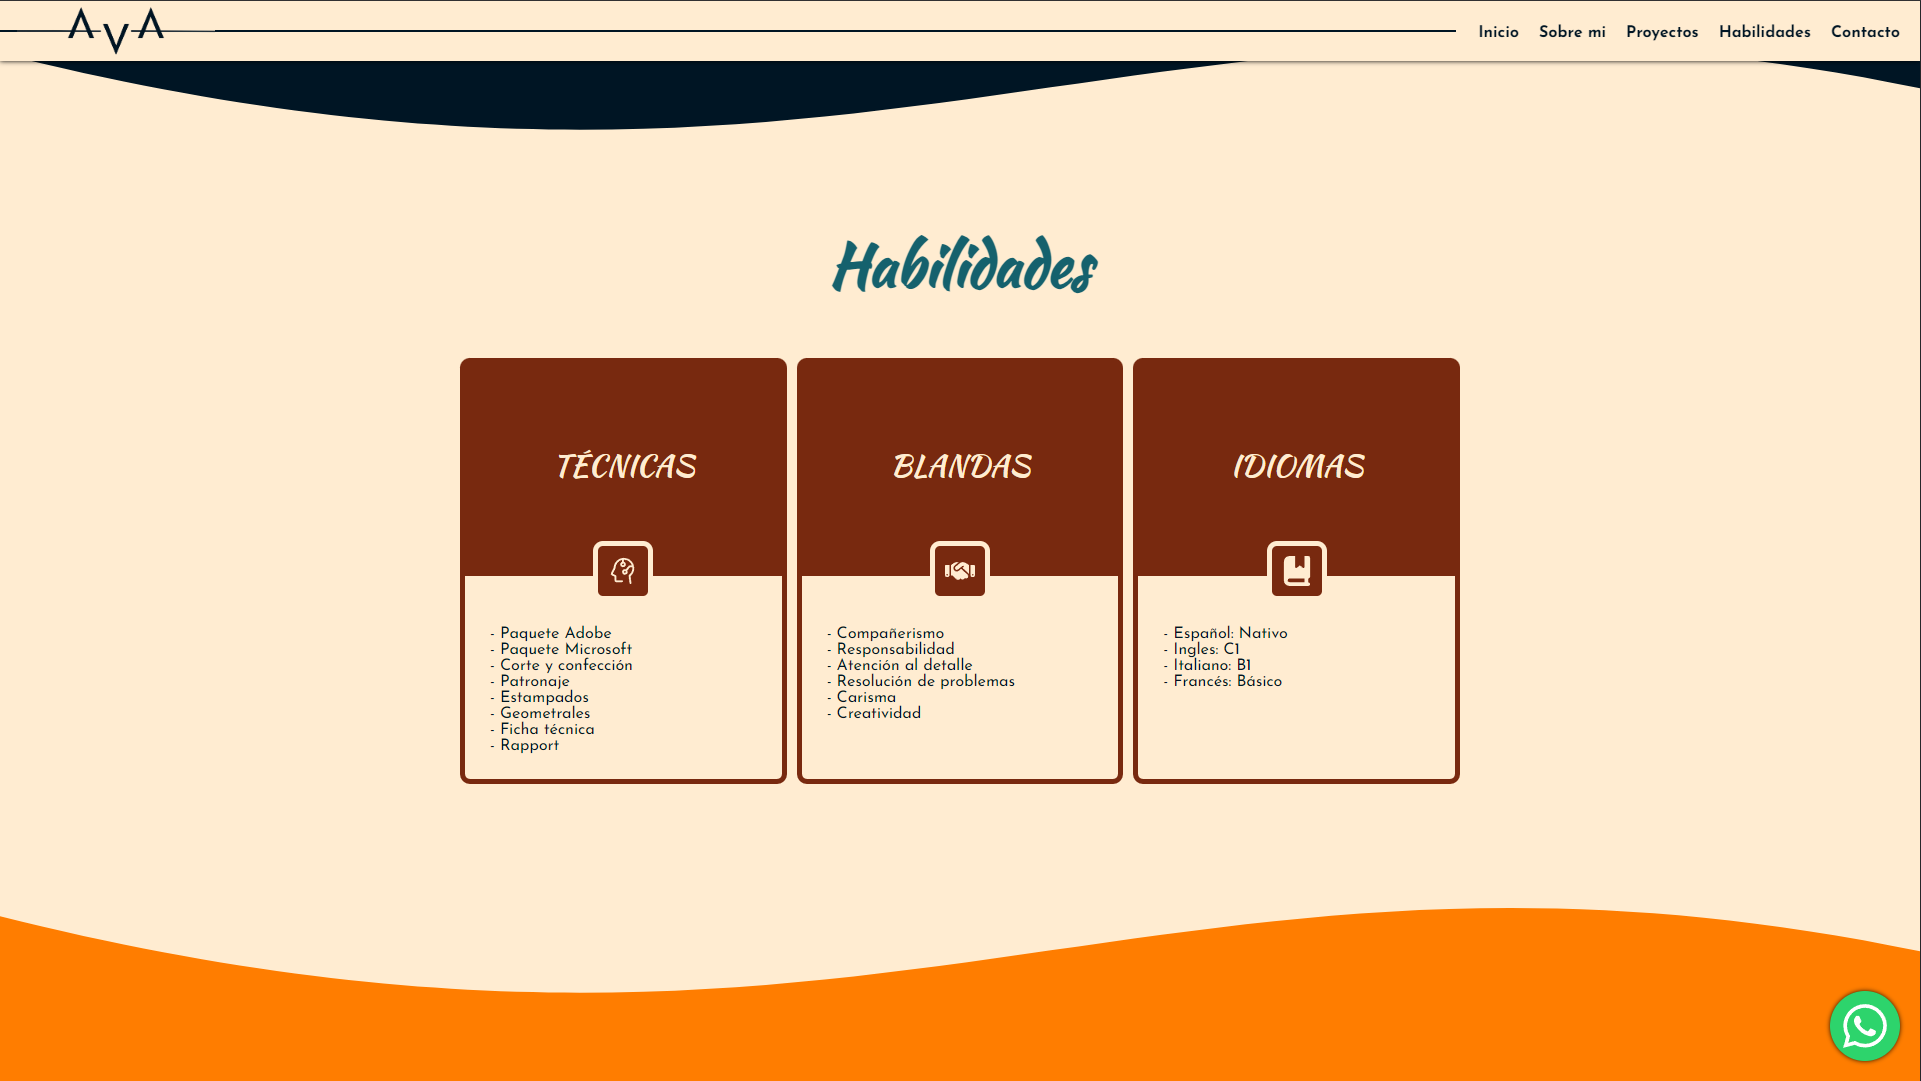 AVA
Inicio Sobre mi Proyectos Habilidades Contacto
Habilidades
TÉCNICAS
- Paquete Adobe
- Paquete Microsoft
- Corte y confección
- Patronaje
- Estampados
- Geometrales
- Ficha técnica
- Rapport
BLANDAS
- Compañerismo
- Responsabilidad
- Atención al detalle
- Resolución de problemas
- Carisma
- Creatividad
IDIOMAS
- Español: Nativo
- Ingles: C1
- Italiano: B1
- Francés: Básico